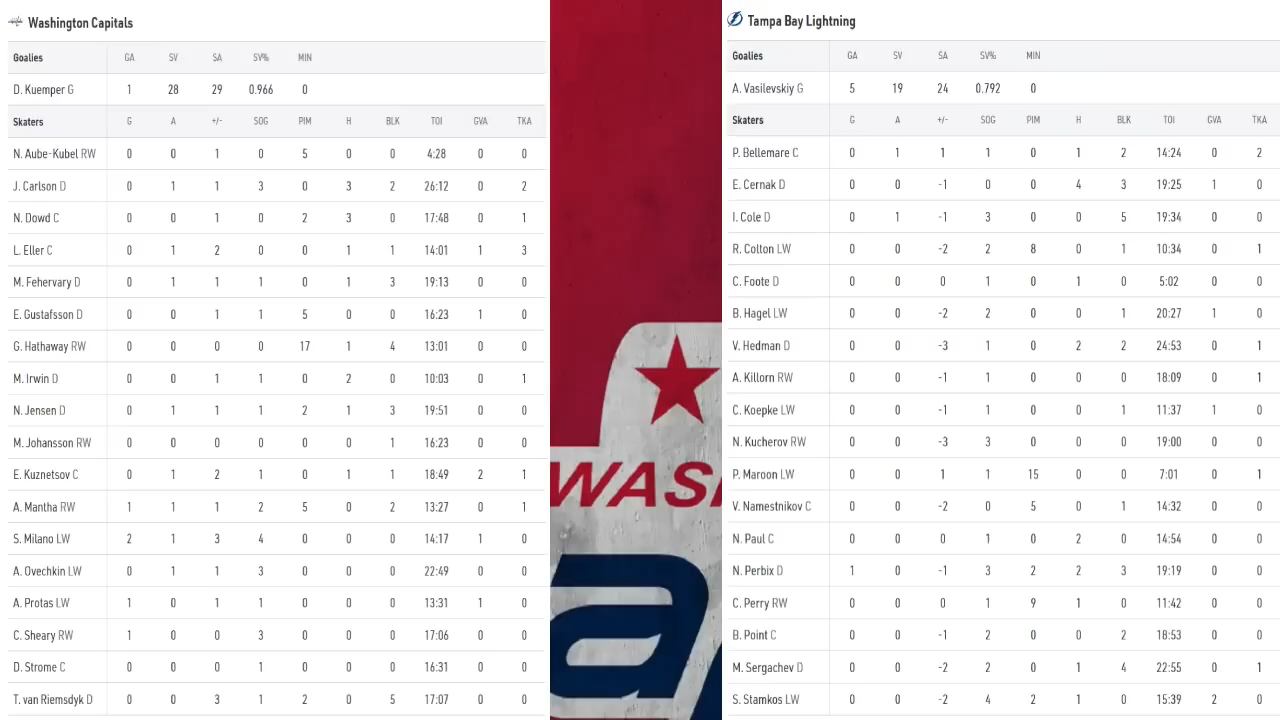 Washington Capitals
Goalies GA SV SA SV% MIN
D. Kuemper G 1 28 29 0.966 0
Skaters G A +/- SOG PIM H BLK TOI GVA TKA
N. Aube-Kubel RW 0 0 1 0 5 0 0 4:28 0 0
J. Carlson D 0 1 1 3 0 3 2 26:12 0 2
N. Dowd C 0 0 1 0 2 3 0 17:48 0 1
L. Eller C 0 1 2 0 0 1 1 14:01 1 3
M. Fehervary D 0 1 1 1 0 1 3 19:13 0 0
E. Gustafsson D 0 0 1 1 5 0 0 16:23 1 0
G. Hathaway RW 0 0 0 0 17 1 4 13:01 0 0
M. Irwin D 0 0 1 1 0 2 0 10:03 0 1
N. Jensen D 0 1 1 1 2 1 3 19:51 0 0
M. Johansson RW 0 0 0 0 0 0 1 16:23 0 0
E. Kuznetsov C 0 1 2 1 0 1 1 18:49 2 1
A. Mantha RW 1 1 1 2 5 0 2 13:27 0 1
S. Milano LW 2 1 3 4 0 0 0 14:17 1 0
A. Ovechkin LW 0 1 1 3 0 0 0 22:49 0 0
A. Protas LW 1 0 1 1 0 0 0 13:31 1 0
C. Sheary RW 1 0 0 3 0 0 0 17:06 0 0
D. Strome C 0 0 0 1 0 0 0 16:31 0 0
T. van Riemsdyk D 0 0 3 1 2 0 5 17:07 0 0
WAS
a
Tampa Bay Lightning
Goalies GA SV SA SV% MIN
A. Vasilevskiy G 5 19 24 0.792 0
Skaters G A +/- SOG PIM H BLK TOI GVA TKA
P. Bellemare C 0 1 1 1 0 1 2 14:24 0 2
E. Cernak D 0 0 -1 0 0 4 3 19:25 1 0
I. Cole D 0 1 -1 3 0 0 5 19:34 0 0
R. Colton LW 0 0 -2 2 8 0 1 10:34 0 1
C. Foote D 0 0 0 1 0 1 0 5:02 0 0
B. Hagel LW 0 0 -2 2 0 0 1 20:27 1 0
V. Hedman D 0 0 -3 1 0 2 2 24:53 0 1
A. Killorn RW 0 0 -1 1 0 0 0 18:09 0 1
C. Koepke LW 0 0 -1 1 0 0 1 11:37 1 0
N. Kucherov RW 0 0 -3 3 0 0 0 19:00 0 0
P. Maroon LW 0 0 1 1 15 0 0 7:01 0 1
V. Namestnikov C 0 0 -2 0 5 0 1 14:32 0 0
N. Paul C 0 0 0 1 0 2 0 14:54 0 0
N. Perbix D 1 0 -1 3 2 2 3 19:19 0 0
C. Perry RW 0 0 0 1 9 1 0 11:42 0 0
B. Point C 0 0 -1 2 0 0 2 18:53 0 0
M. Sergachev D 0 0 -2 2 0 1 4 22:55 0 1
S. Stamkos LW 0 0 -2 4 2 1 0 15:39 2 0